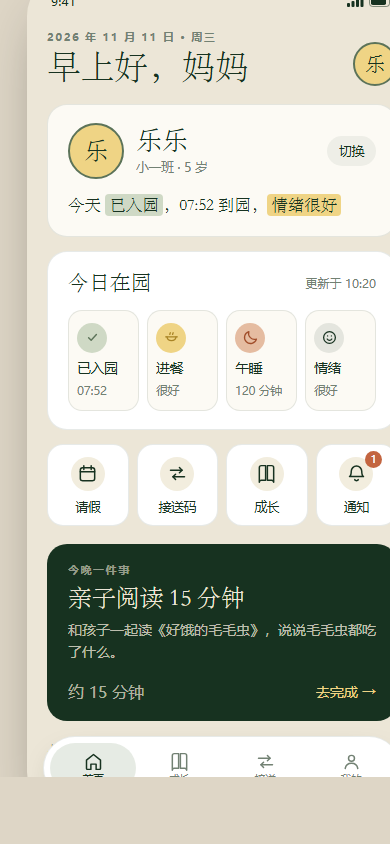 9:41
2026 年 11 月 11 日 • 周三
早上好，妈妈
乐
乐
乐乐
小一班 · 5 岁
切换
今天 已入园，07:52 到园，情绪很好
今日在园
更新于 10:20
已入园
进餐
午睡
情绪
07:52
很好
120 分钟
很好
请假
接送码
成长
1
通知
今晚一件事
亲子阅读 15 分钟
和孩子一起读《好饿的毛毛虫》，说说毛毛虫都吃
了什么。
约 15 分钟
去完成 →